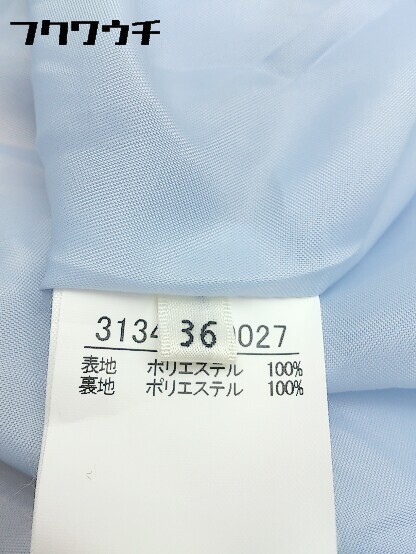 フクワウチ
3134 36 0027
表地 ポリエステル 100%
裏地 ポリエステル 100%